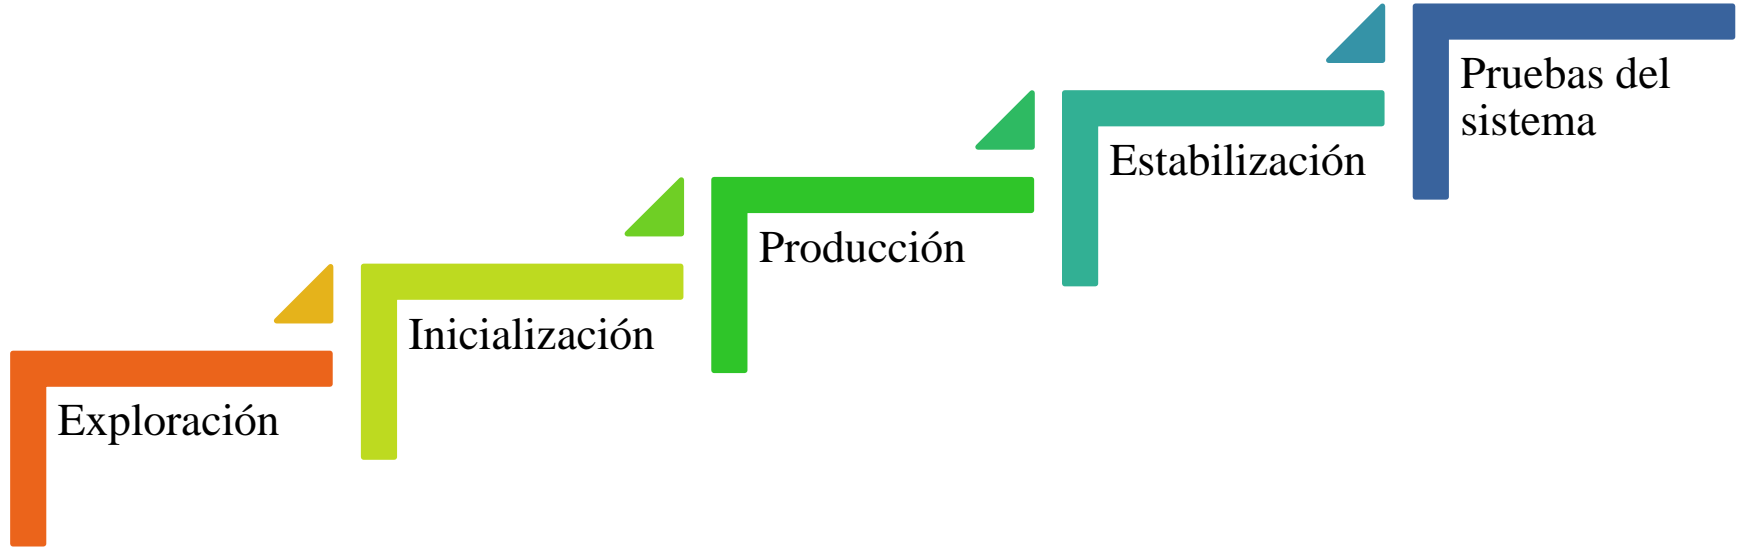 Exploración
Inicialización
Producción
Estabilización
Pruebas del
sistema